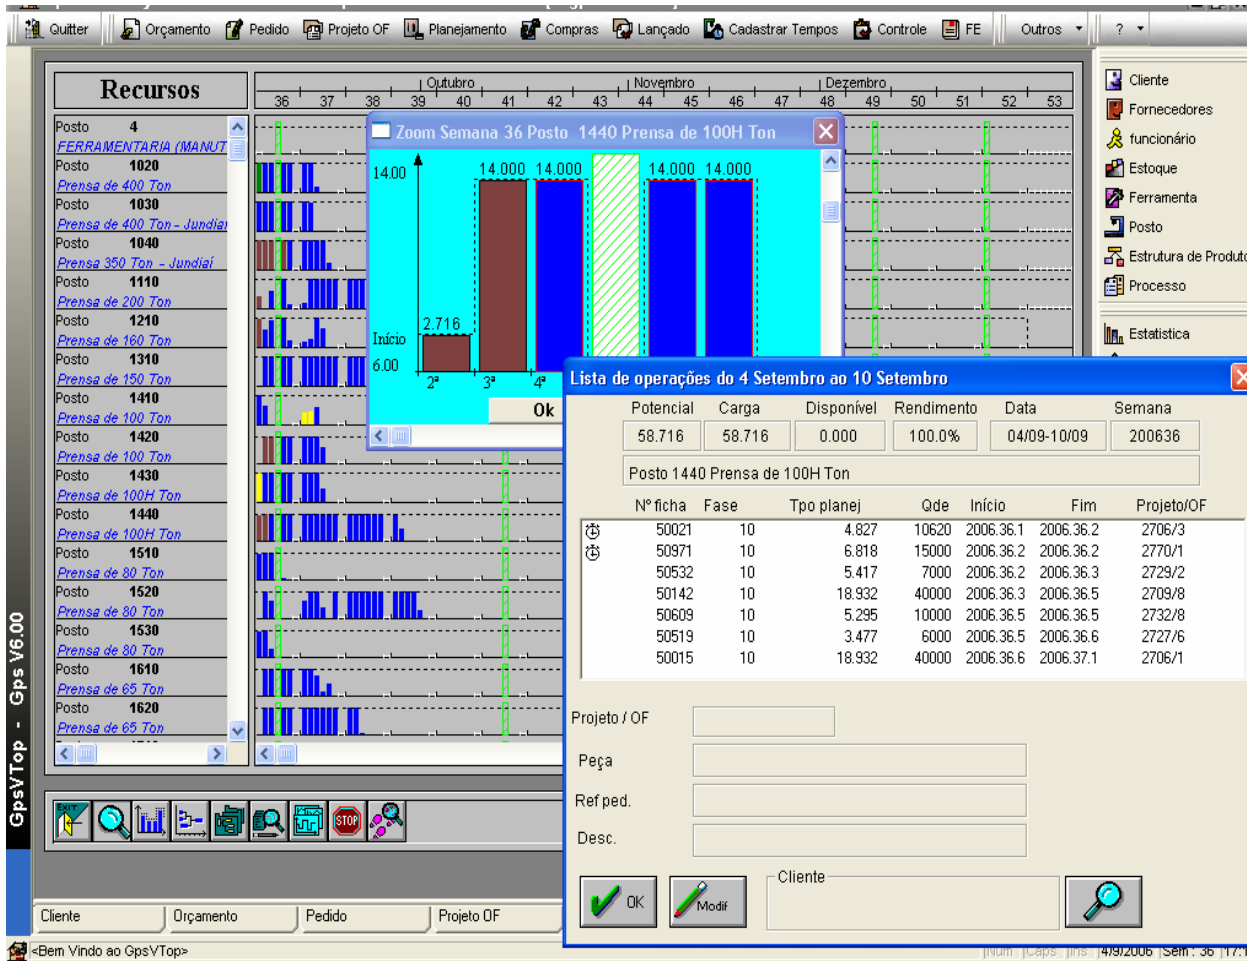 Quitter Orçamento Pedido Projeto OF Planejamento Compras Lançado Cadastrar Tempos Controle FE Outros ?
Recursos
Outubro Novembro Dezembro
36 37 38 39 40 41 42 43 44 45 46 47 48 49 50 51 52 53
Posto 4
FERRAMENTARIA (MANUT
Posto 1020
Prensa de 400 Ton
Posto 1030
Prensa de 400 Ton - Jundiaí
Posto 1040
Prensa 350 Ton - Jundiaí
Posto 1110
Prensa de 200 Ton
Posto 1210
Prensa de 160 Ton
Posto 1310
Prensa de 150 Ton
Posto 1410
Prensa de 100 Ton
Posto 1420
Prensa de 100 Ton
Posto 1430
Prensa de 100H Ton
Posto 1440
Prensa de 100H Ton
Posto 1510
Prensa de 80 Ton
Posto 1520
Prensa de 80 Ton
Posto 1530
Prensa de 80 Ton
Posto 1610
Prensa de 65 Ton
Posto 1620
Prensa de 65 Ton
Zoom Semana 36 Posto 1440 Prensa de 100H Ton
14.00
14.000 14.000 14.000 14.000
2.716
Início
6.00
2ª 3ª 4ª
Ok
Cliente
Fornecedores
funcionário
Estoque
Ferramenta
Posto
Estrutura de Produto
Processo
Estatistica
Lista de operações do 4 Setembro ao 10 Setembro
Potencial Carga Disponível Rendimento Data Semana
58.716 58.716 0.000 100.0% 04/09-10/09 200636
Posto 1440 Prensa de 100H Ton
Nº ficha Fase Tpo planej Qde Início Fim Projeto/OF
50021 10 4.827 10620 2006.36.1 2006.36.2 2706/3
50971 10 6.818 15000 2006.36.2 2006.36.2 2770/1
50532 10 5.417 7000 2006.36.2 2006.36.3 2729/2
50142 10 18.932 40000 2006.36.3 2006.36.5 2709/8
50609 10 5.295 10000 2006.36.5 2006.36.5 2732/8
50519 10 3.477 6000 2006.36.5 2006.36.6 2727/6
50015 10 18.932 40000 2006.36.6 2006.37.1 2706/1
Projeto / OF
Peça
Ref ped.
Desc.
Cliente
OK
Modif
EXIT
STOP
Cliente Orçamento Pedido Projeto OF
GpsVTop - Gps V6.00
<Bem Vindo ao GpsVTop>
Num Caps Ins 4/9/2006 Sem : 36 17:1